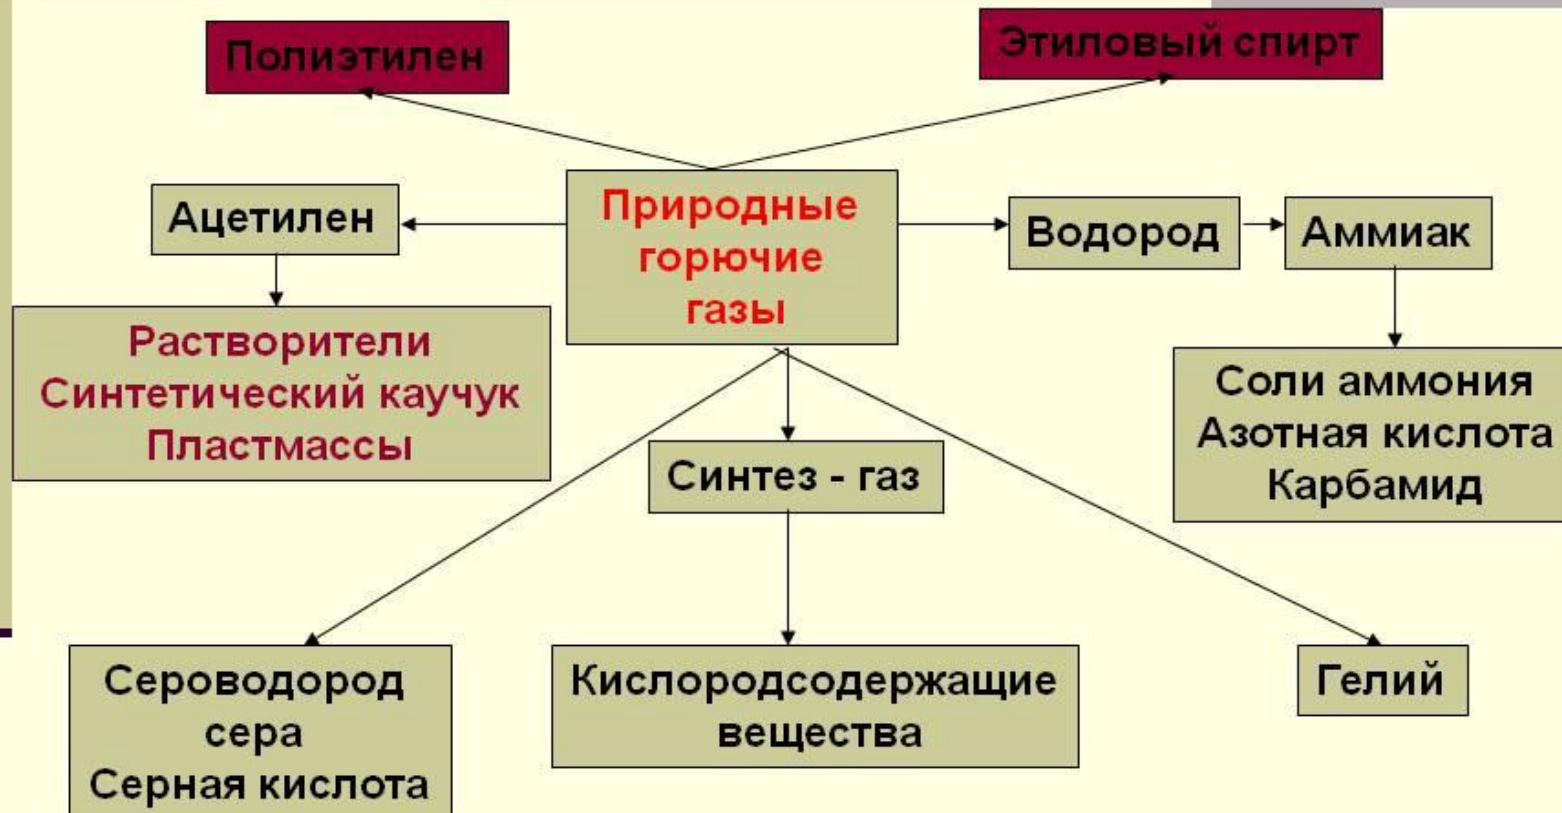 Полиэтилен
Этиловый спирт
Ацетилен
Природные
горючие
газы
Водород
Аммиак
Растворители
Синтетический каучук
Пластмассы
Соли аммония
Азотная кислота
Карбамид
Синтез - газ
Сероводород
сера
Серная кислота
Кислородсодержащие
вещества
Гелий